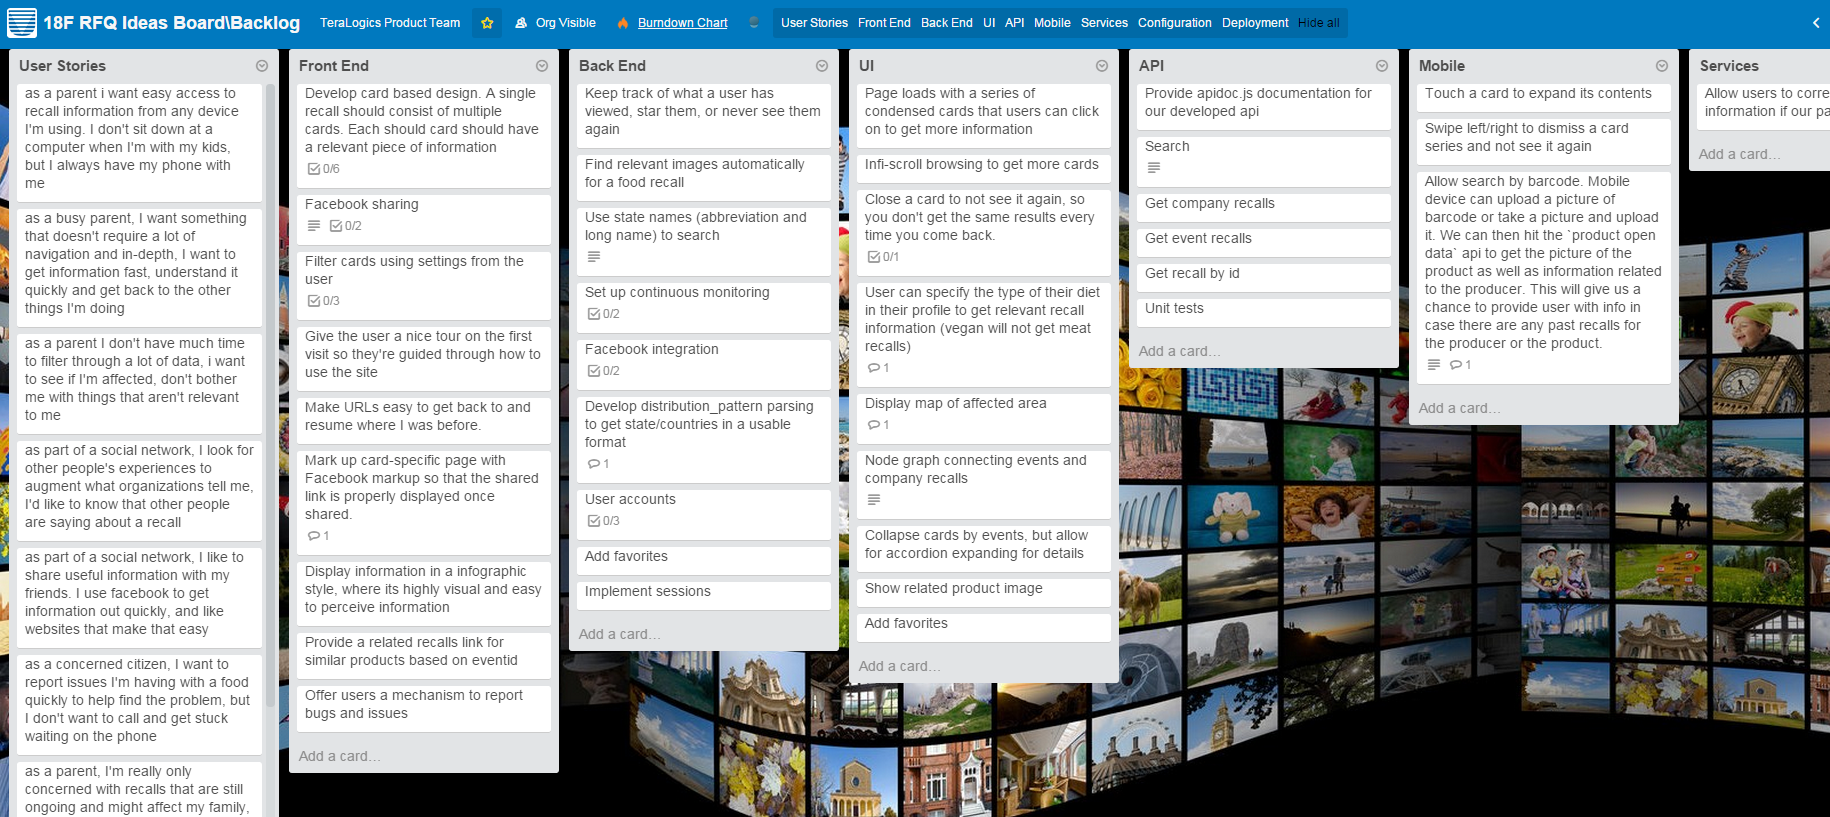 18F RFQ Ideas Board\Backlog
TeraLogics Product Team
Org Visible
Burndown Chart
User Stories Front End Back End UI API Mobile Services Configuration Deployment Hide all
User Stories
as a parent i want easy access to
recall information from any device
I'm using. I don't sit down at a
computer when I'm with my kids,
but I always have my phone with
me
as a busy parent, I want something
that doesn't require a lot of
navigation and in-depth, I want to
get information fast, understand it
quickly and get back to the other
things I'm doing
as a parent I don't have much time
to filter through a lot of data, i want
to see if I'm affected, don't bother
me with things that aren't relevant
to me
as part of a social network, I look for
other people's experiences to
augment what organizations tell me,
I'd like to know that other people
are saying about a recall
as part of a social network, I like to
share useful information with my
friends. I use facebook to get
information out quickly, and like
websites that make that easy
as a concerned citizen, I want to
report issues I'm having with a food
quickly to help find the problem, but
I don't want to call and get stuck
waiting on the phone
as a parent, I'm really only
concerned with recalls that are still
ongoing and might affect my family,
Front End
Develop card based design. A single
recall should consist of multiple
cards. Each should card should have
a relevant piece of information
0/6
Facebook sharing
0/2
Filter cards using settings from the
user
0/3
Give the user a nice tour on the first
visit so they're guided through how to
use the site
Make URLs easy to get back to and
resume where I was before.
Mark up card-specific page with
Facebook markup so that the shared
link is properly displayed once
shared.
1
Display information in a infographic
style, where its highly visual and easy
to perceive information
Provide a related recalls link for
similar products based on eventid
Offer users a mechanism to report
bugs and issues
Add a card...
Back End
Keep track of what a user has
viewed, star them, or never see them
again
Find relevant images automatically
for a food recall
Use state names (abbreviation and
long name) to search
Set up continuous monitoring
0/2
Facebook integration
0/2
Develop distribution_pattern parsing
to get state/countries in a usable
format
1
User accounts
0/3
Add favorites
Implement sessions
Add a card...
UI
Page loads with a series of
condensed cards that users can click
on to get more information
Infi-scroll browsing to get more cards
Close a card to not see it again, so
you don't get the same results every
time you come back.
0/1
User can specify the type of their diet
in their profile to get relevant recall
information (vegan will not get meat
recalls)
1
Display map of affected area
1
Node graph connecting events and
company recalls
Collapse cards by events, but allow
for accordion expanding for details
Show related product image
Add favorites
Add a card...
API
Provide apidoc.js documentation for
our developed api
Search
Get company recalls
Get event recalls
Get recall by id
Unit tests
Add a card...
Mobile
Touch a card to expand its contents
Swipe left/right to dismiss a card
series and not see it again
Allow search by barcode. Mobile
device can upload a picture of
barcode or take a picture and upload
it. We can then hit the `product open
data` api to get the picture of the
product as well as information related
to the producer. This will give us a
chance to provide user with info in
case there are any past recalls for
the producer or the product.
1
Add a card...
Services
Allow users to corre
information if our pa
Add a card...